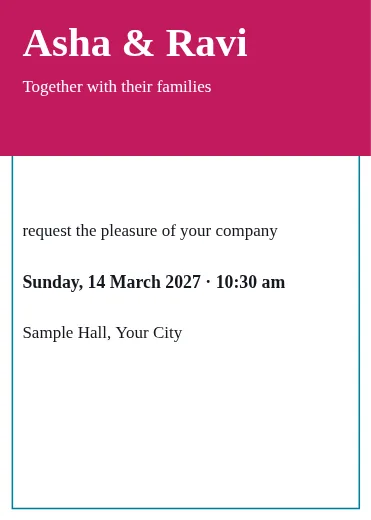 Asha & Ravi
Together with their families
request the pleasure of your company
Sunday, 14 March 2027 · 10:30 am
Sample Hall, Your City